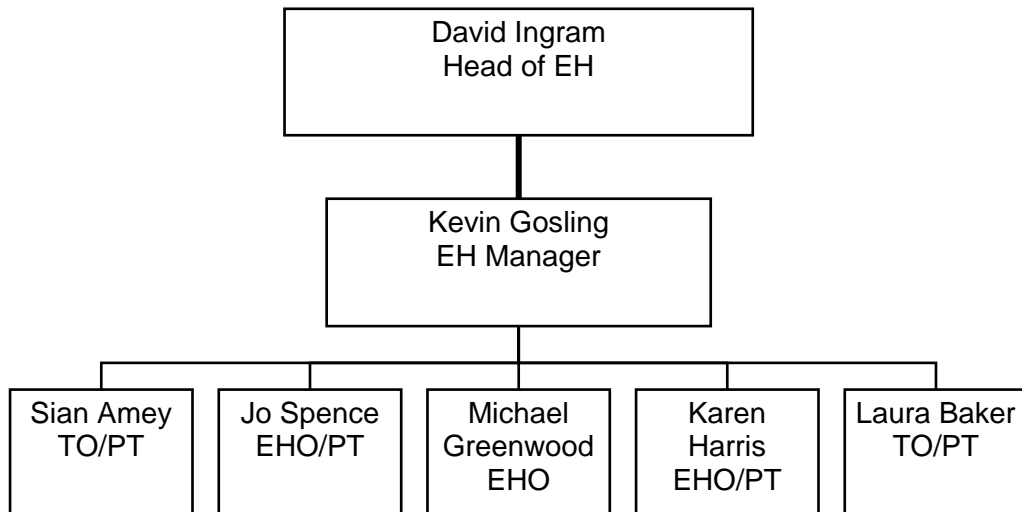 David Ingram
Head of EH
Kevin Gosling
EH Manager
Sian Amey
TO/PT
Jo Spence
EHO/PT
Michael
Greenwood
EHO
Karen
Harris
EHO/PT
Laura Baker
TO/PT